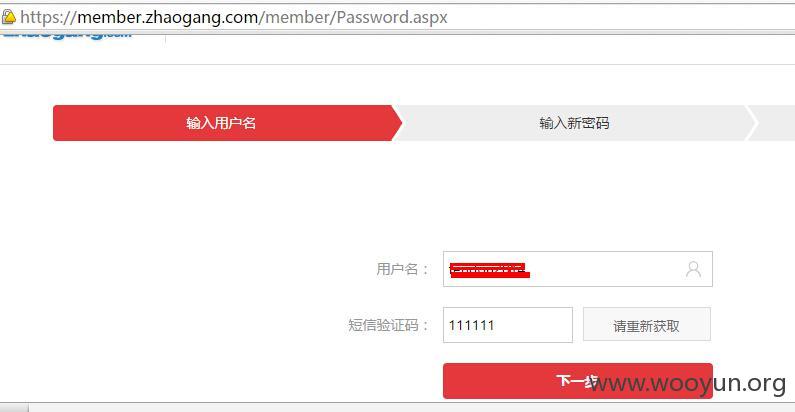 https://member.zhaogang.com/member/Password.aspx
输入用户名 输入新密码
用户名：
短信验证码： 111111 请重新获取
下一步
www.wooyun.org